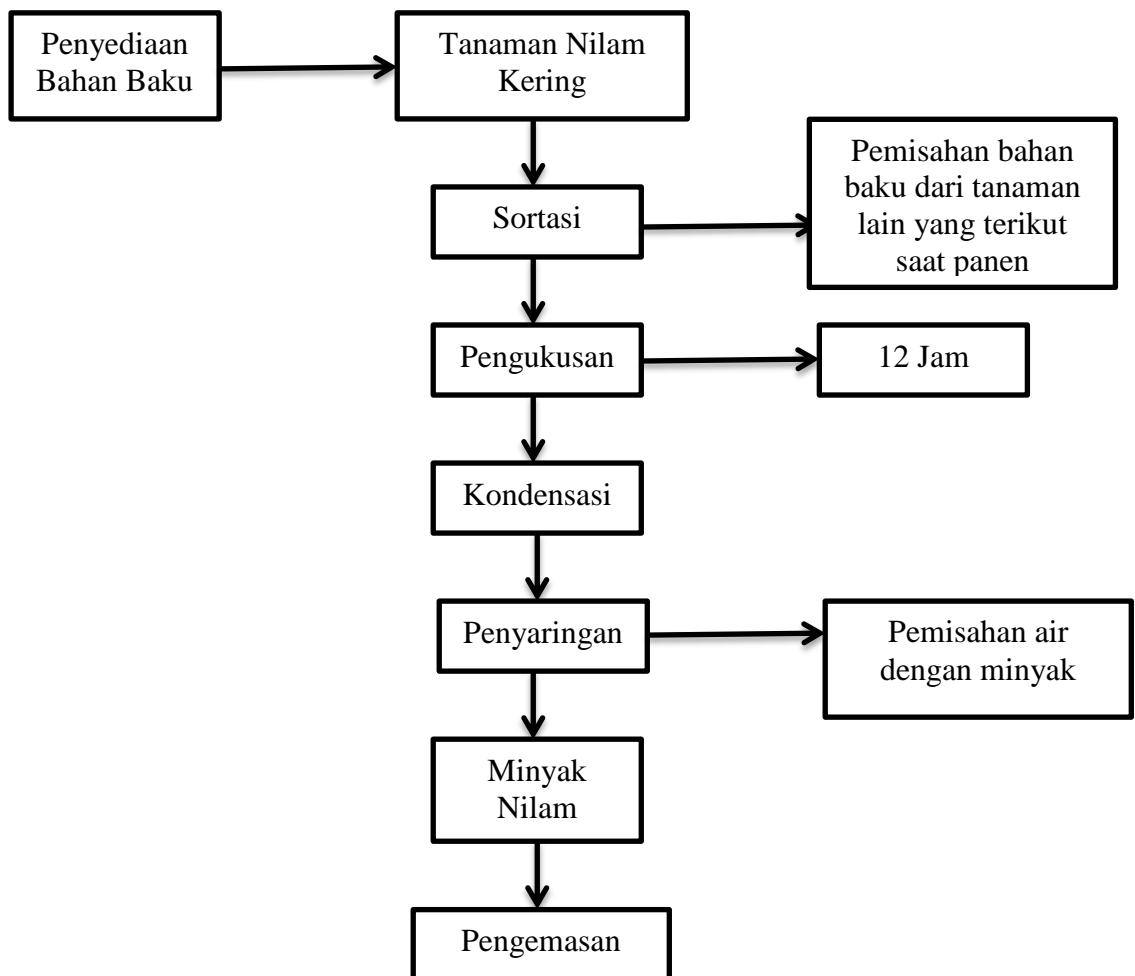 Penyediaan
Bahan Baku
Tanaman Nilam
Kering
Sortasi
Pemisahan bahan
baku dari tanaman
lain yang terikut
saat panen
Pengukusan
12 Jam
Kondensasi
Penyaringan
Pemisahan air
dengan minyak
Minyak
Nilam
Pengemasan